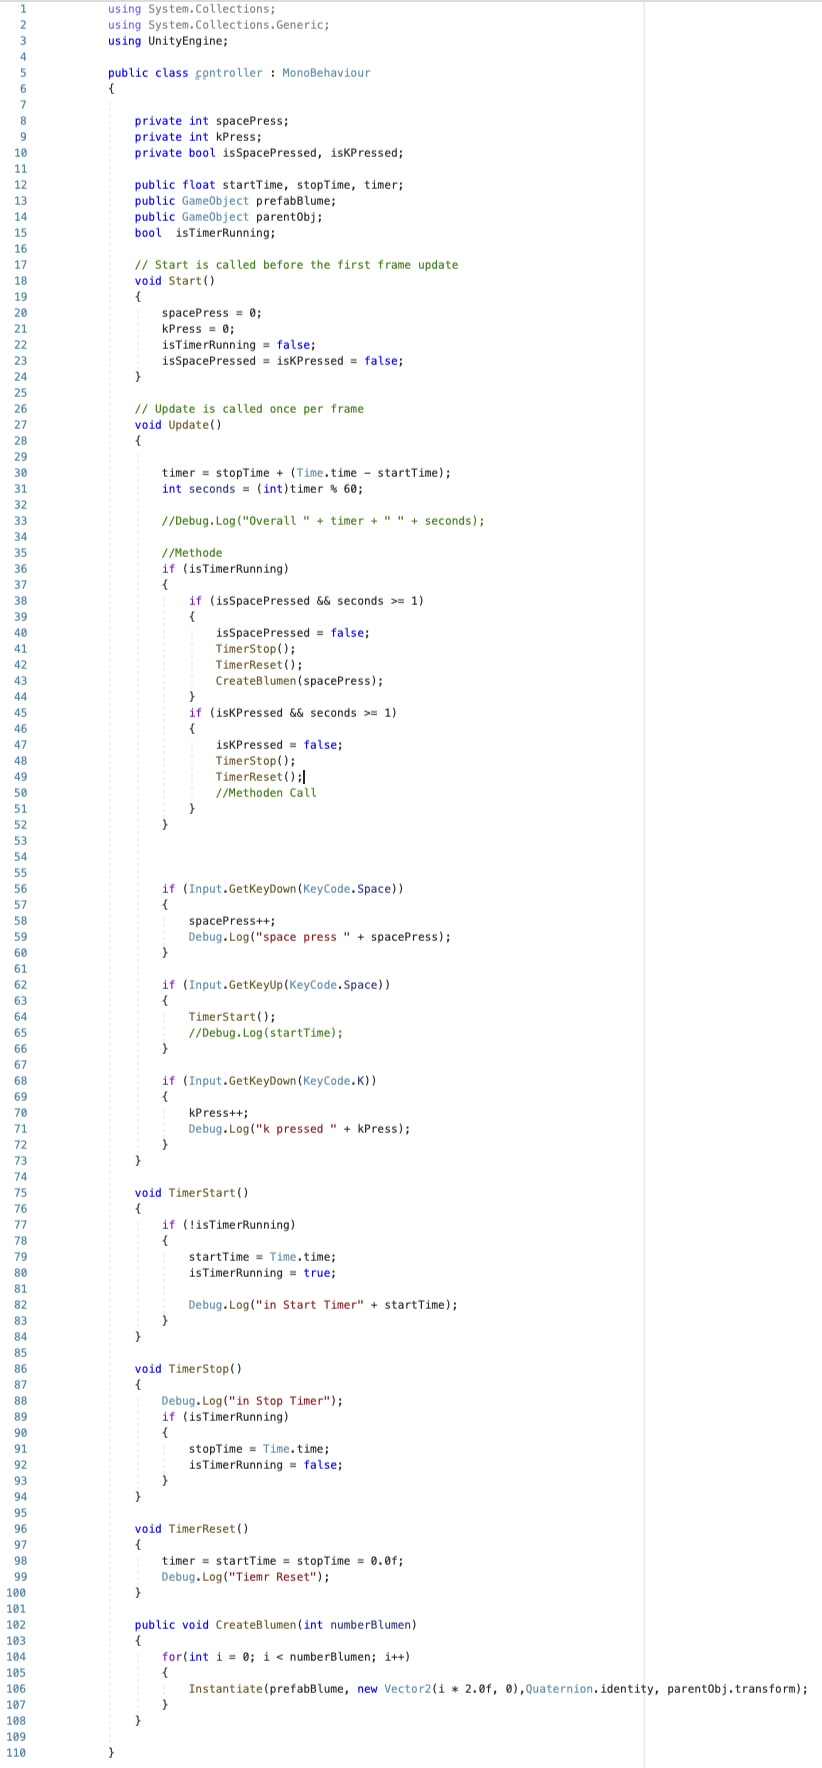 1 using System.Collections;
2 using System.Collections.Generic;
3 using UnityEngine;
4
5 public class controller : MonoBehaviour
6 {
7
8 private int spacePress;
9 private int kPress;
10 private bool isSpacePressed, isKPressed;
11
12 public float startTime, stopTime, timer;
13 public GameObject prefabBlume;
14 public GameObject parentObj;
15 bool  isTimerRunning;
16
17 // Start is called before the first frame update
18 void Start()
19 {
20 spacePress = 0;
21 kPress = 0;
22 isTimerRunning = false;
23 isSpacePressed = isKPressed = false;
24 }
25
26 // Update is called once per frame
27 void Update()
28 {
29
30 timer = stopTime + (Time.time - startTime);
31 int seconds = (int)timer % 60;
32
33 //Debug.Log("Overall " + timer + " " + seconds);
34
35 //Methode
36 if (isTimerRunning)
37 {
38 if (isSpacePressed && seconds >= 1)
39 {
40 isSpacePressed = false;
41 TimerStop();
42 TimerReset();
43 CreateBlumen(spacePress);
44 }
45 if (isKPressed && seconds >= 1)
46 {
47 isKPressed = false;
48 TimerStop();
49 TimerReset();
50 //Methoden Call
51 }
52 }
53
54
55
56 if (Input.GetKeyDown(KeyCode.Space))
57 {
58 spacePress++;
59 Debug.Log("space press " + spacePress);
60 }
61
62 if (Input.GetKeyUp(KeyCode.Space))
63 {
64 TimerStart();
65 //Debug.Log(startTime);
66 }
67
68 if (Input.GetKeyDown(KeyCode.K))
69 {
70 kPress++;
71 Debug.Log("k pressed " + kPress);
72 }
73 }
74
75 void TimerStart()
76 {
77 if (!isTimerRunning)
78 {
79 startTime = Time.time;
80 isTimerRunning = true;
81
82 Debug.Log("in Start Timer" + startTime);
83 }
84 }
85
86 void TimerStop()
87 {
88 Debug.Log("in Stop Timer");
89 if (isTimerRunning)
90 {
91 stopTime = Time.time;
92 isTimerRunning = false;
93 }
94 }
95
96 void TimerReset()
97 {
98 timer = startTime = stopTime = 0.0f;
99 Debug.Log("Tiemr Reset");
100 }
101
102 public void CreateBlumen(int numberBlumen)
103 {
104 for(int i = 0; i < numberBlumen; i++)
105 {
106 Instantiate(prefabBlume, new Vector2(i * 2.0f, 0),Quaternion.identity, parentObj.transform);
107 }
108 }
109
110 }